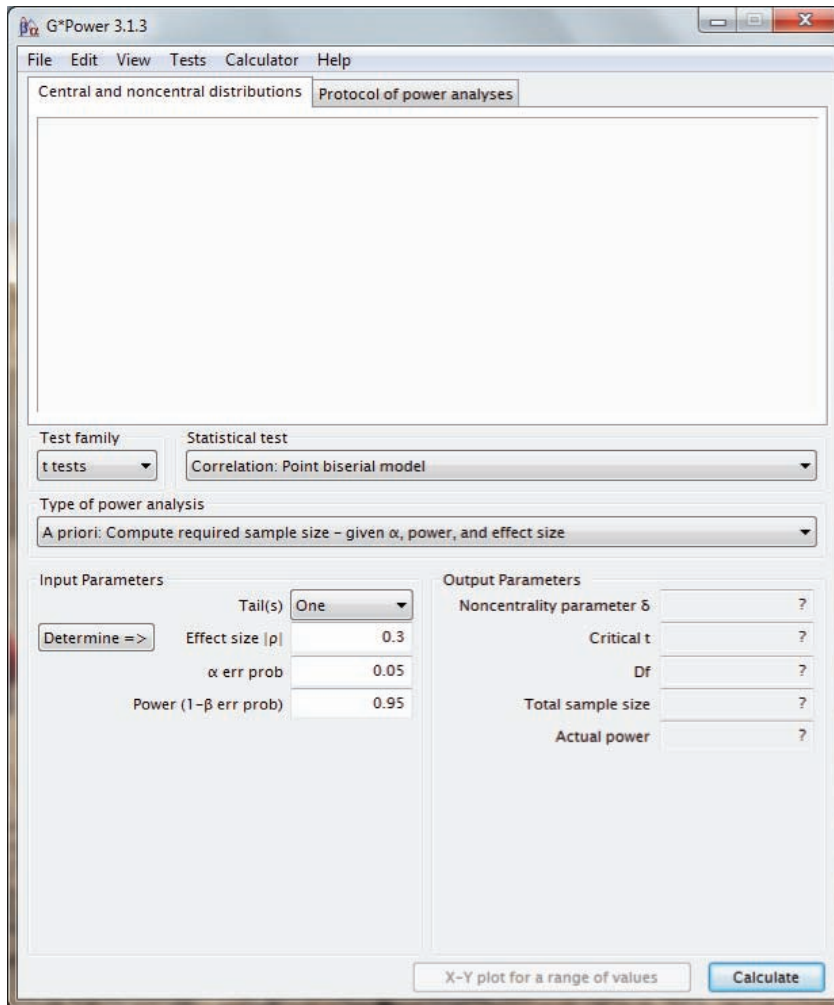 G*Power 3.1.3
File Edit View Tests Calculator Help
Central and noncentral distributions Protocol of power analyses
Test family Statistical test
t tests Correlation: Point biserial model
Type of power analysis
A priori: Compute required sample size – given α, power, and effect size
Input Parameters Output Parameters
Tail(s) One Noncentrality parameter δ ?
Determine => Effect size |ρ| 0.3 Critical t ?
α err prob 0.05 Df ?
Power (1–β err prob) 0.95 Total sample size ?
Actual power ?
X–Y plot for a range of values Calculate